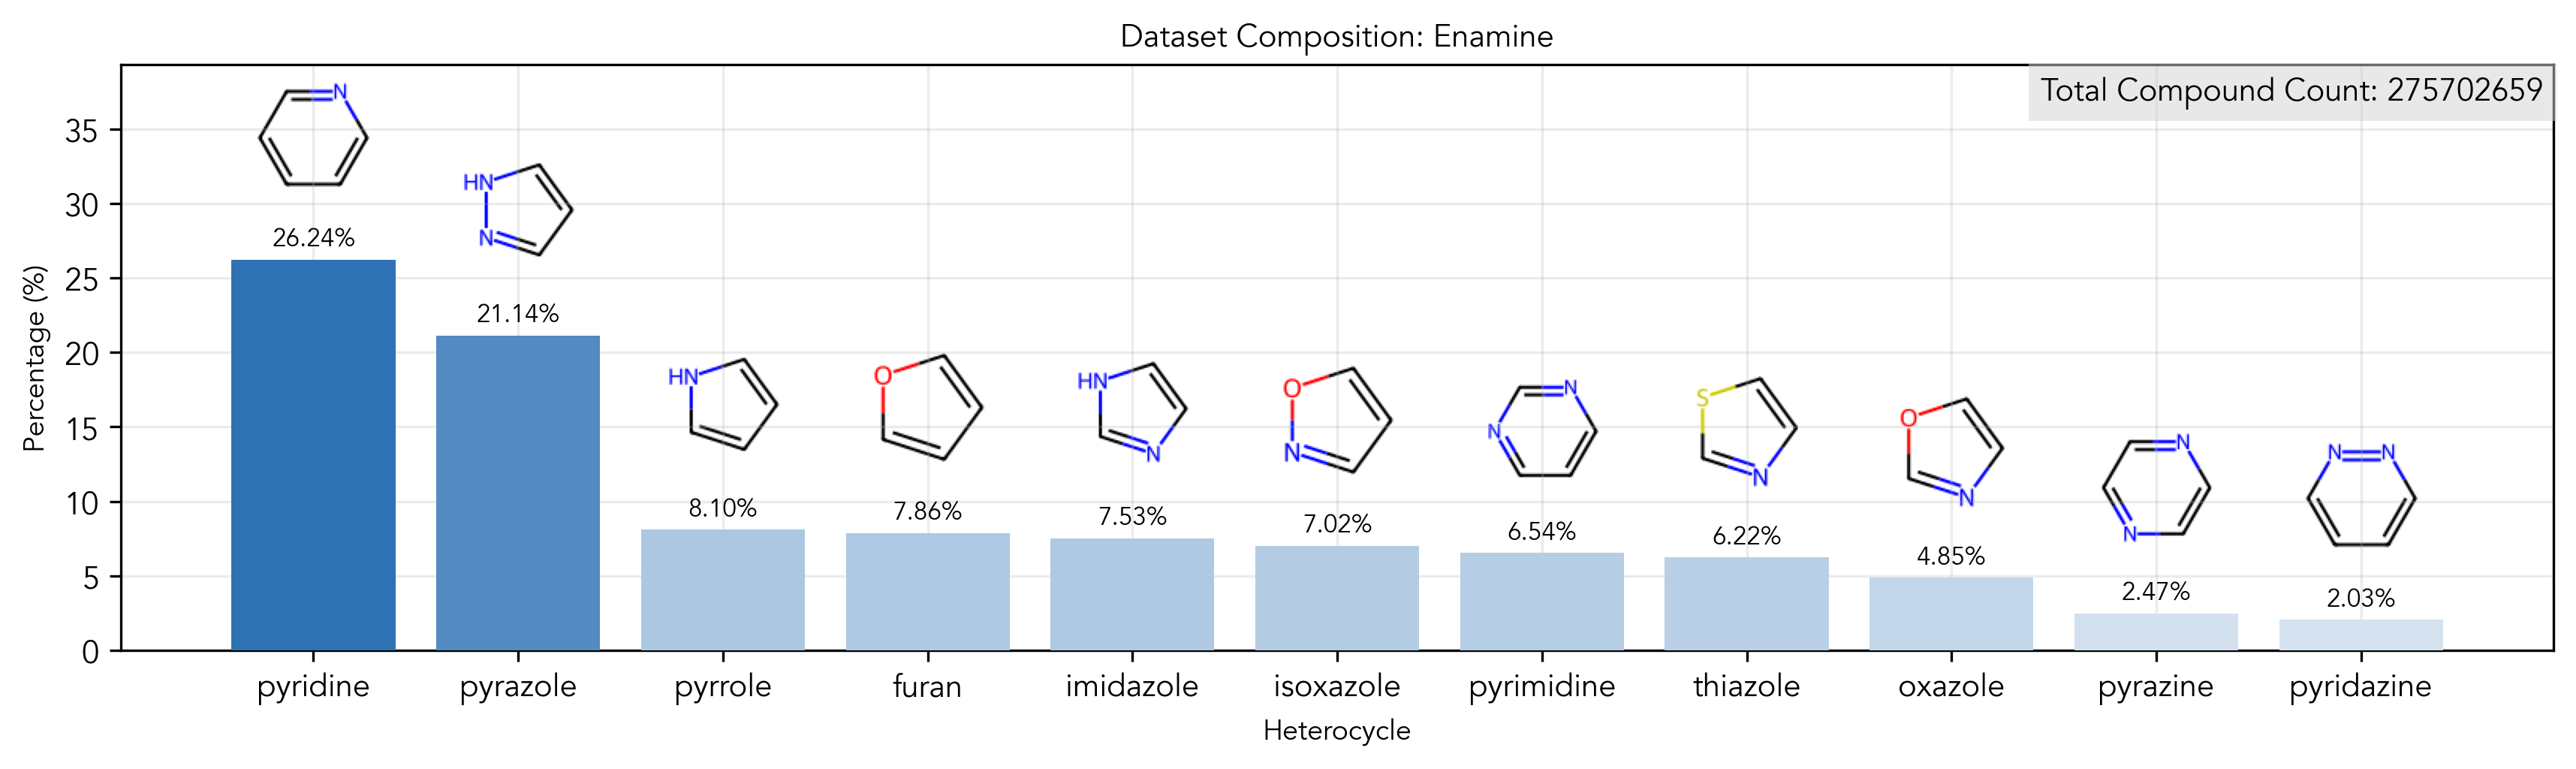 Dataset Composition: Enamine
Total Compound Count: 275702659
Percentage (%)
35
30
25
20
15
10
5
0
N
HN
N
HN
O
HN
N
O
N
N
N
S
N
O
N
N
N
N N
26.24%
21.14%
8.10%
7.86%
7.53%
7.02%
6.54%
6.22%
4.85%
2.47%
2.03%
pyridine pyrazole pyrrole furan imidazole isoxazole pyrimidine thiazole oxazole pyrazine pyridazine
Heterocycle